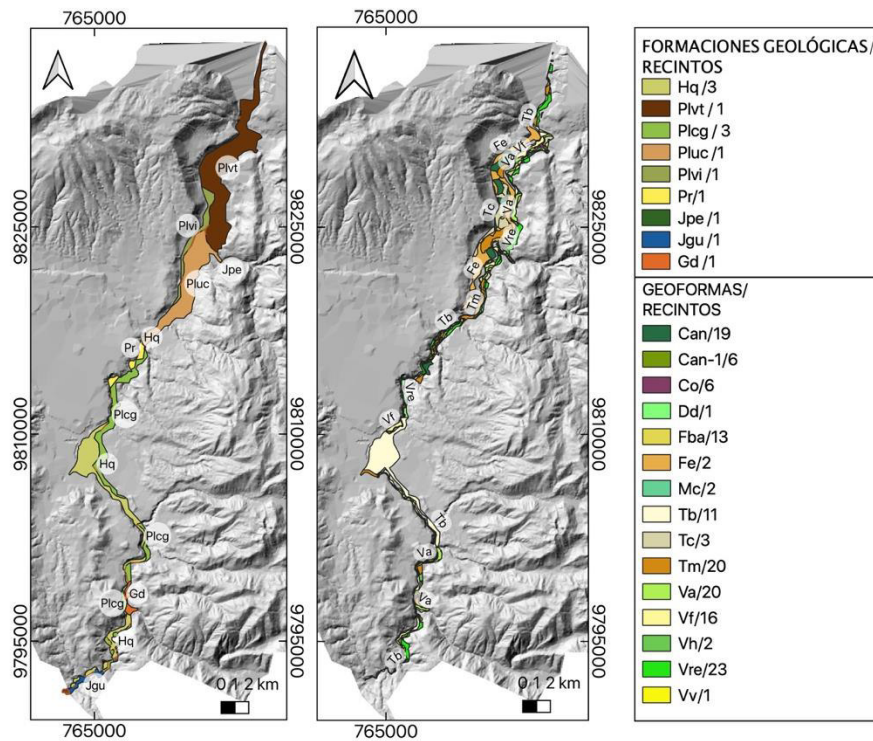 765000
765000
Plvt
Plvi
9825000
Jpe
Pluc
Hq
Pr
Plcg
9810000
Hq
Plcg
Gd
Plcg
Hq
9795000
Jgu
0 1 2 km
765000
Tb
Fe
Vf
Va
Tc
Va
9825000
Vre
Fe
Tm
Tb
Vre
Vf
9810000
Tb
Va
Va
9795000
Tb
0 1 2 km
765000
FORMACIONES GEOLÓGICAS/
RECINTOS
Hq /3
Plvt / 1
Plcg / 3
Pluc /1
Plvi /1
Pr/1
Jpe /1
Jgu /1
Gd /1
GEOFORMAS/
RECINTOS
Can/19
Can-1/6
Co/6
Dd/1
Fba/13
Fe/2
Mc/2
Tb/11
Tc/3
Tm/20
Va/20
Vf/16
Vh/2
Vre/23
Vv/1